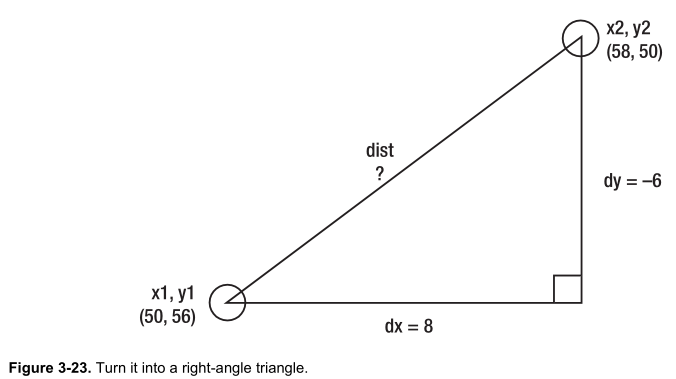 x2, y2
(58, 50)
dist
?
dy = –6
x1, y1
(50, 56)
dx = 8
Figure 3-23. Turn it into a right-angle triangle.